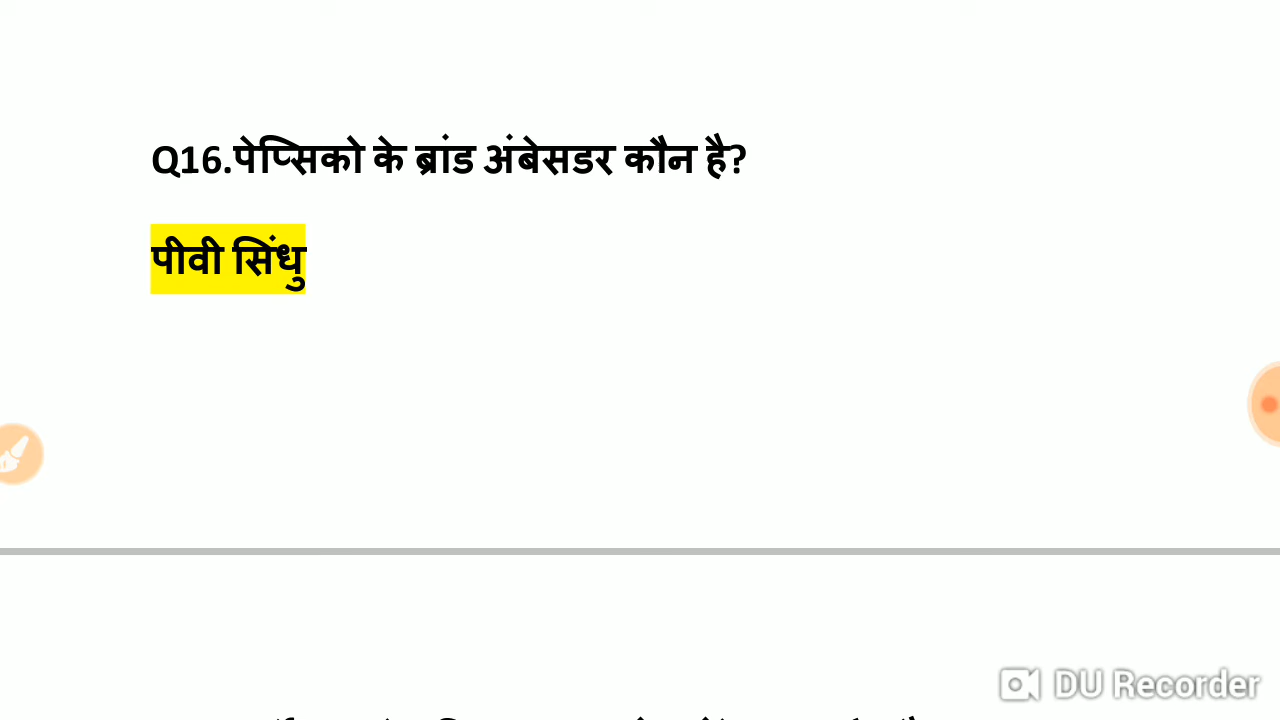 Q16.पेप्सिको के ब्रांड अंबेसडर कौन है?
पीवी सिंधु
DU Recorder